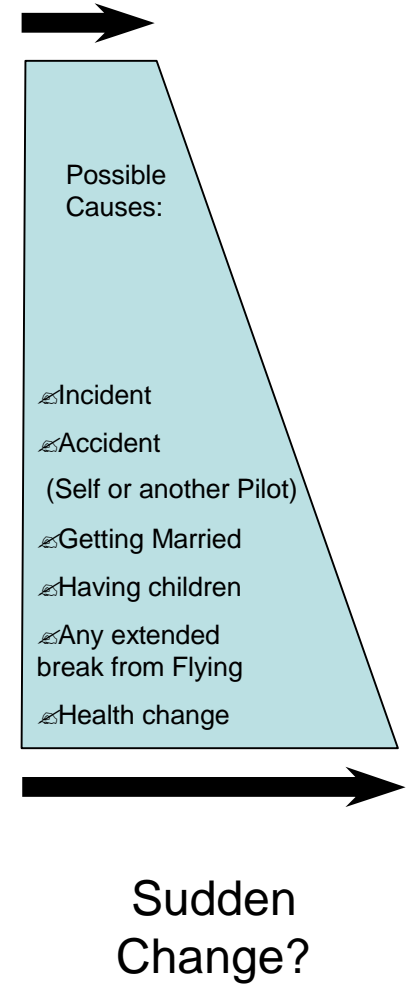 Possible
Causes:
✍Incident
✍Accident
(Self or another Pilot)
✍Getting Married
✍Having children
✍Any extended
break from Flying
✍Health change
Sudden
Change?